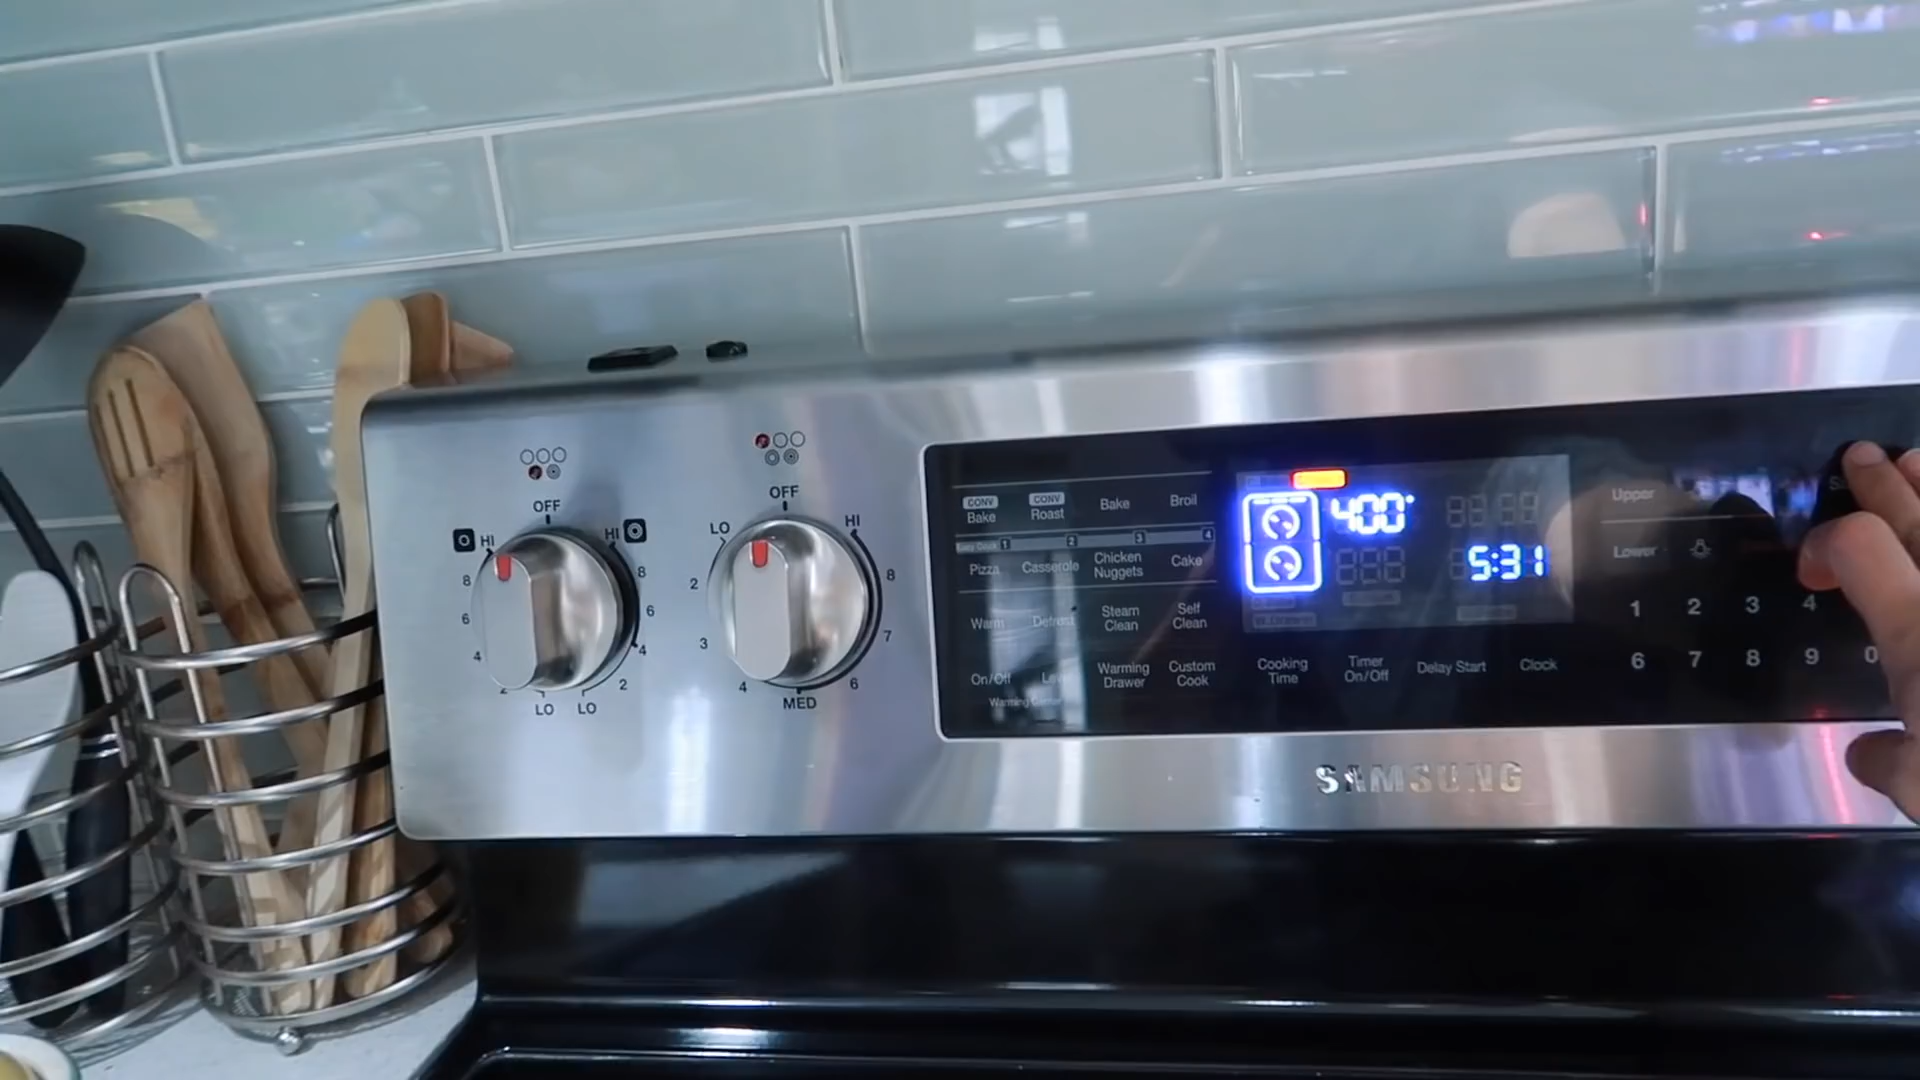 OFF
HI
HI
8
6
4
2
LO
LO
2
4
6
8
OFF
LO
HI
2
3
4
MED
6
7
8
CONV
Bake
CONV
Roast
Bake
Broil
1
2
3
4
Pizza
Casserole
Chicken
Nuggets
Cake
Warm
Defrost
Steam
Clean
Self
Clean
On/Off
Warming
Drawer
Custom
Cook
400°
5:31
Cooking
Time
Timer
On/Off
Delay Start
Clock
Upper
Lower
1 2 3 4
6 7 8 9 0
SAMSUNG